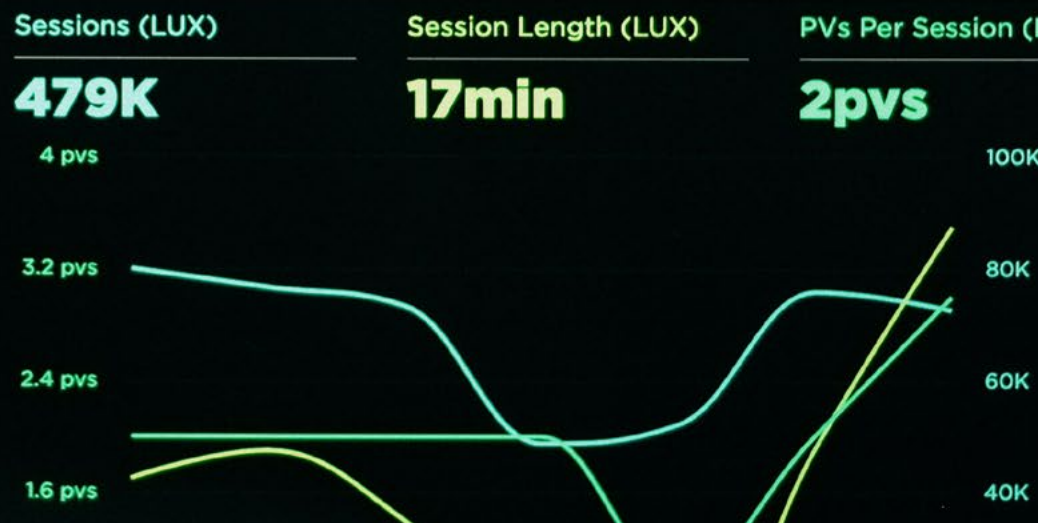 Sessions (LUX)
Session Length (LUX)
PVs Per Session (
479K
17min
2pvs
4 pvs
100K
3.2 pvs
80K
2.4 pvs
60K
1.6 pvs
40K